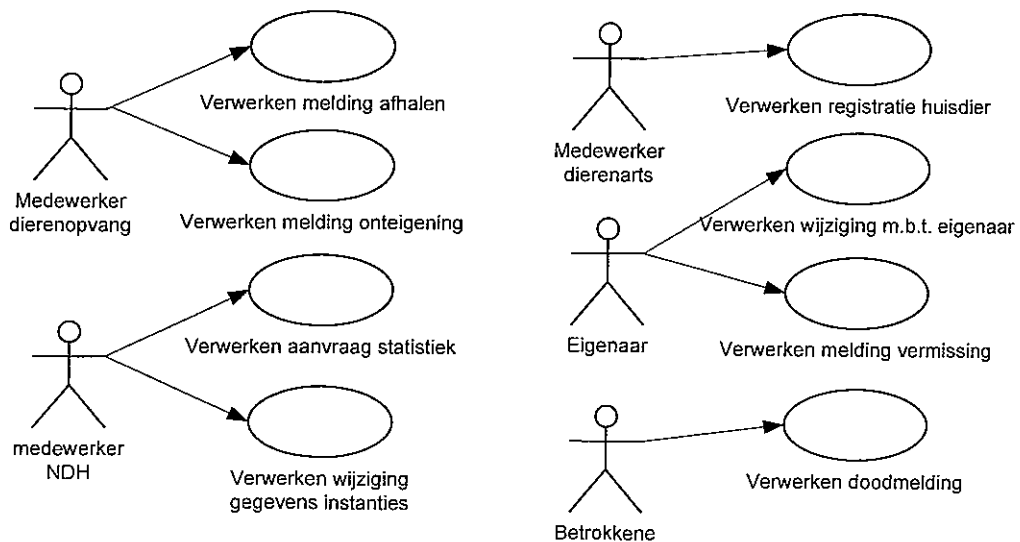 Verwerken melding afhalen
Medewerker
dierenopvang
Verwerken melding onteigening
Verwerken aanvraag statistiek
medewerker
NDH
Verwerken wijziging
gegevens instanties
Verwerken registratie huisdier
Medewerker
dierenarts
Verwerken wijziging m.b.t. eigenaar
Eigenaar
Verwerken melding vermissing
Verwerken doodmelding
Betrokkene